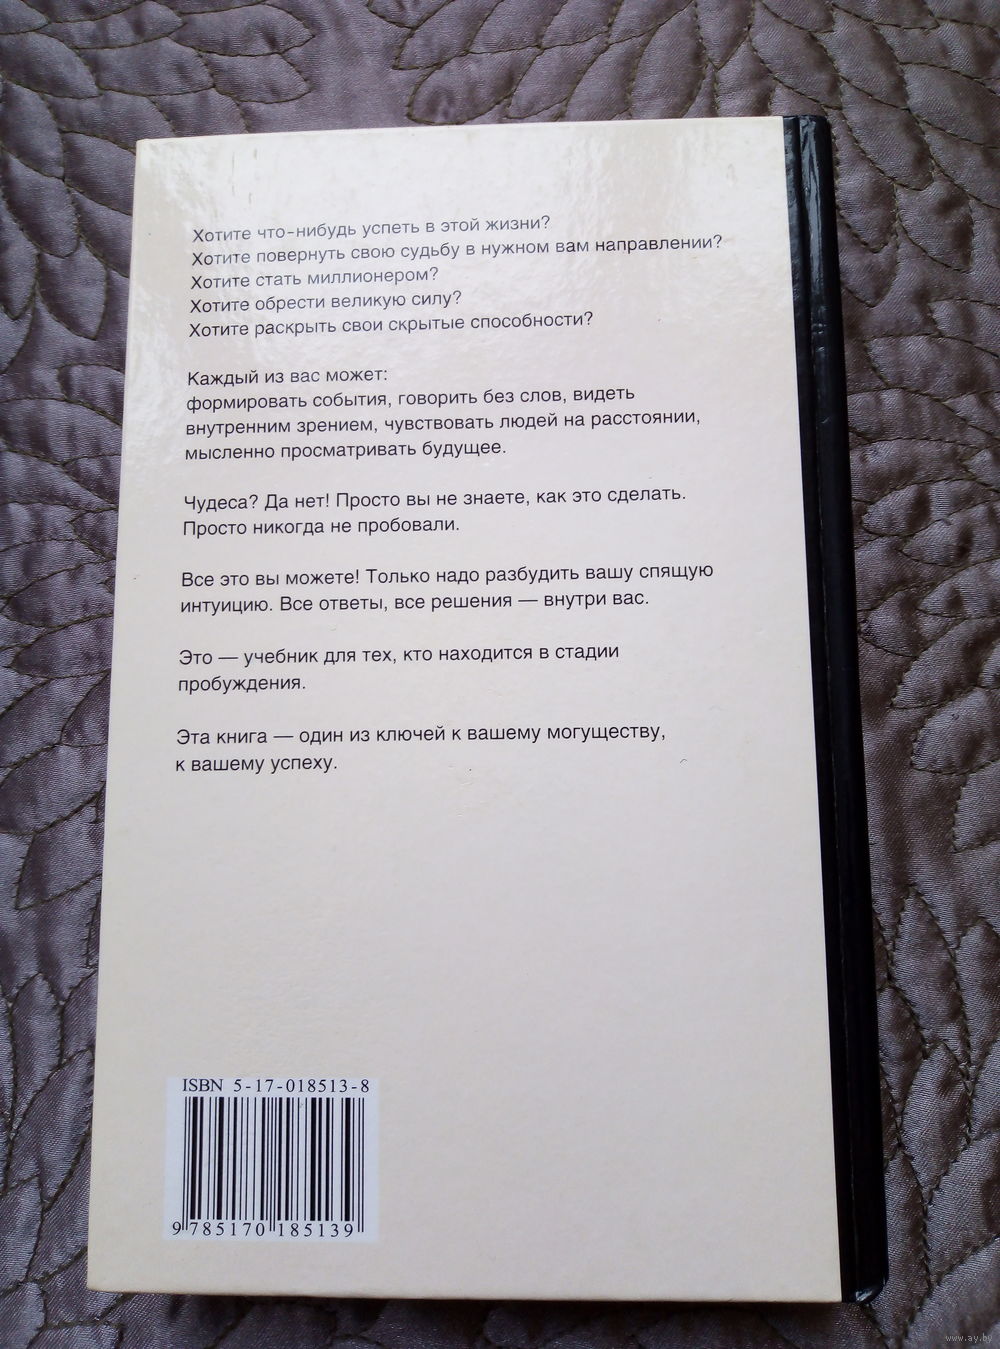 Хотите что-нибудь успеть в этой жизни?
Хотите повернуть свою судьбу в нужном вам направлении?
Хотите стать миллионером?
Хотите обрести великую силу?
Хотите раскрыть свои скрытые способности?
Каждый из вас может:
формировать события, говорить без слов, видеть
внутренним зрением, чувствовать людей на расстоянии,
мысленно просматривать будущее.
Чудеса? Да нет! Просто вы не знаете, как это сделать.
Просто никогда не пробовали.
Все это вы можете! Только надо разбудить вашу спящую
интуицию. Все ответы, все решения — внутри вас.
Это — учебник для тех, кто находится в стадии
пробуждения.
Эта книга — один из ключей к вашему могуществу,
к вашему успеху.
ISBN 5-17-018513-8
9 785170 185139
www.ay.by